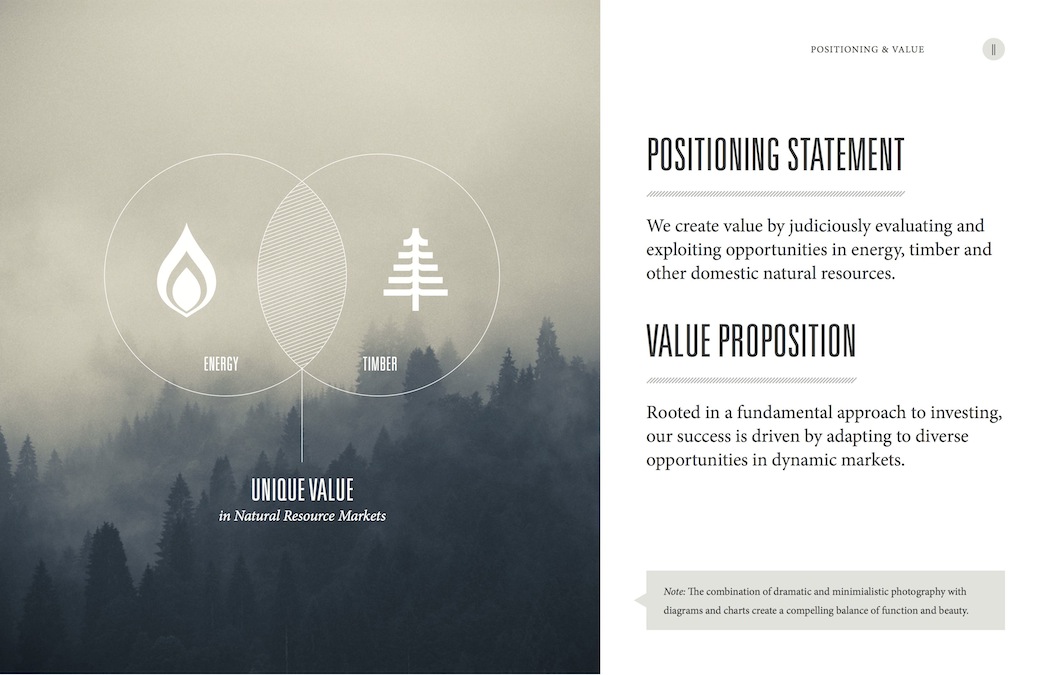 POSITIONING & VALUE
ENERGY
TIMBER
UNIQUE VALUE
in Natural Resource Markets
POSITIONING STATEMENT
We create value by judiciously evaluating and
exploiting opportunities in energy, timber and
other domestic natural resources.
VALUE PROPOSITION
Rooted in a fundamental approach to investing,
our success is driven by adapting to diverse
opportunities in dynamic markets.
Note: The combination of dramatic and minimialistic photography with
diagrams and charts create a compelling balance of function and beauty.